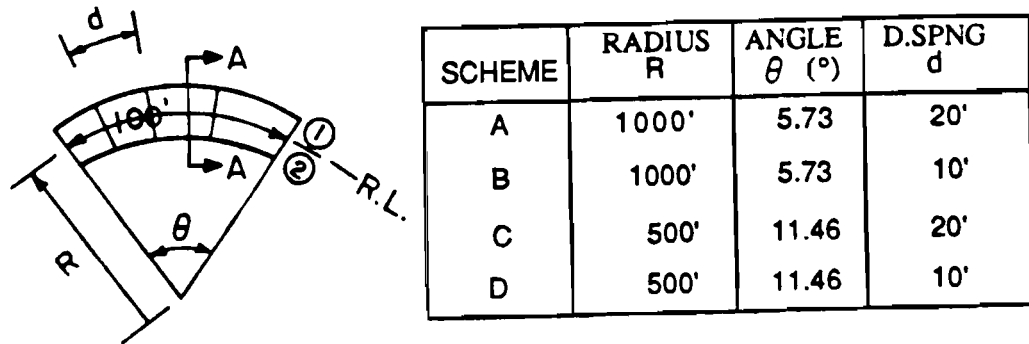 d
A
100'
①
②
A
R.L.
θ
R
SCHEME RADIUS R ANGLE θ (°) D.SPNG d
A 1000' 5.73 20'
B 1000' 5.73 10'
C 500' 11.46 20'
D 500' 11.46 10'